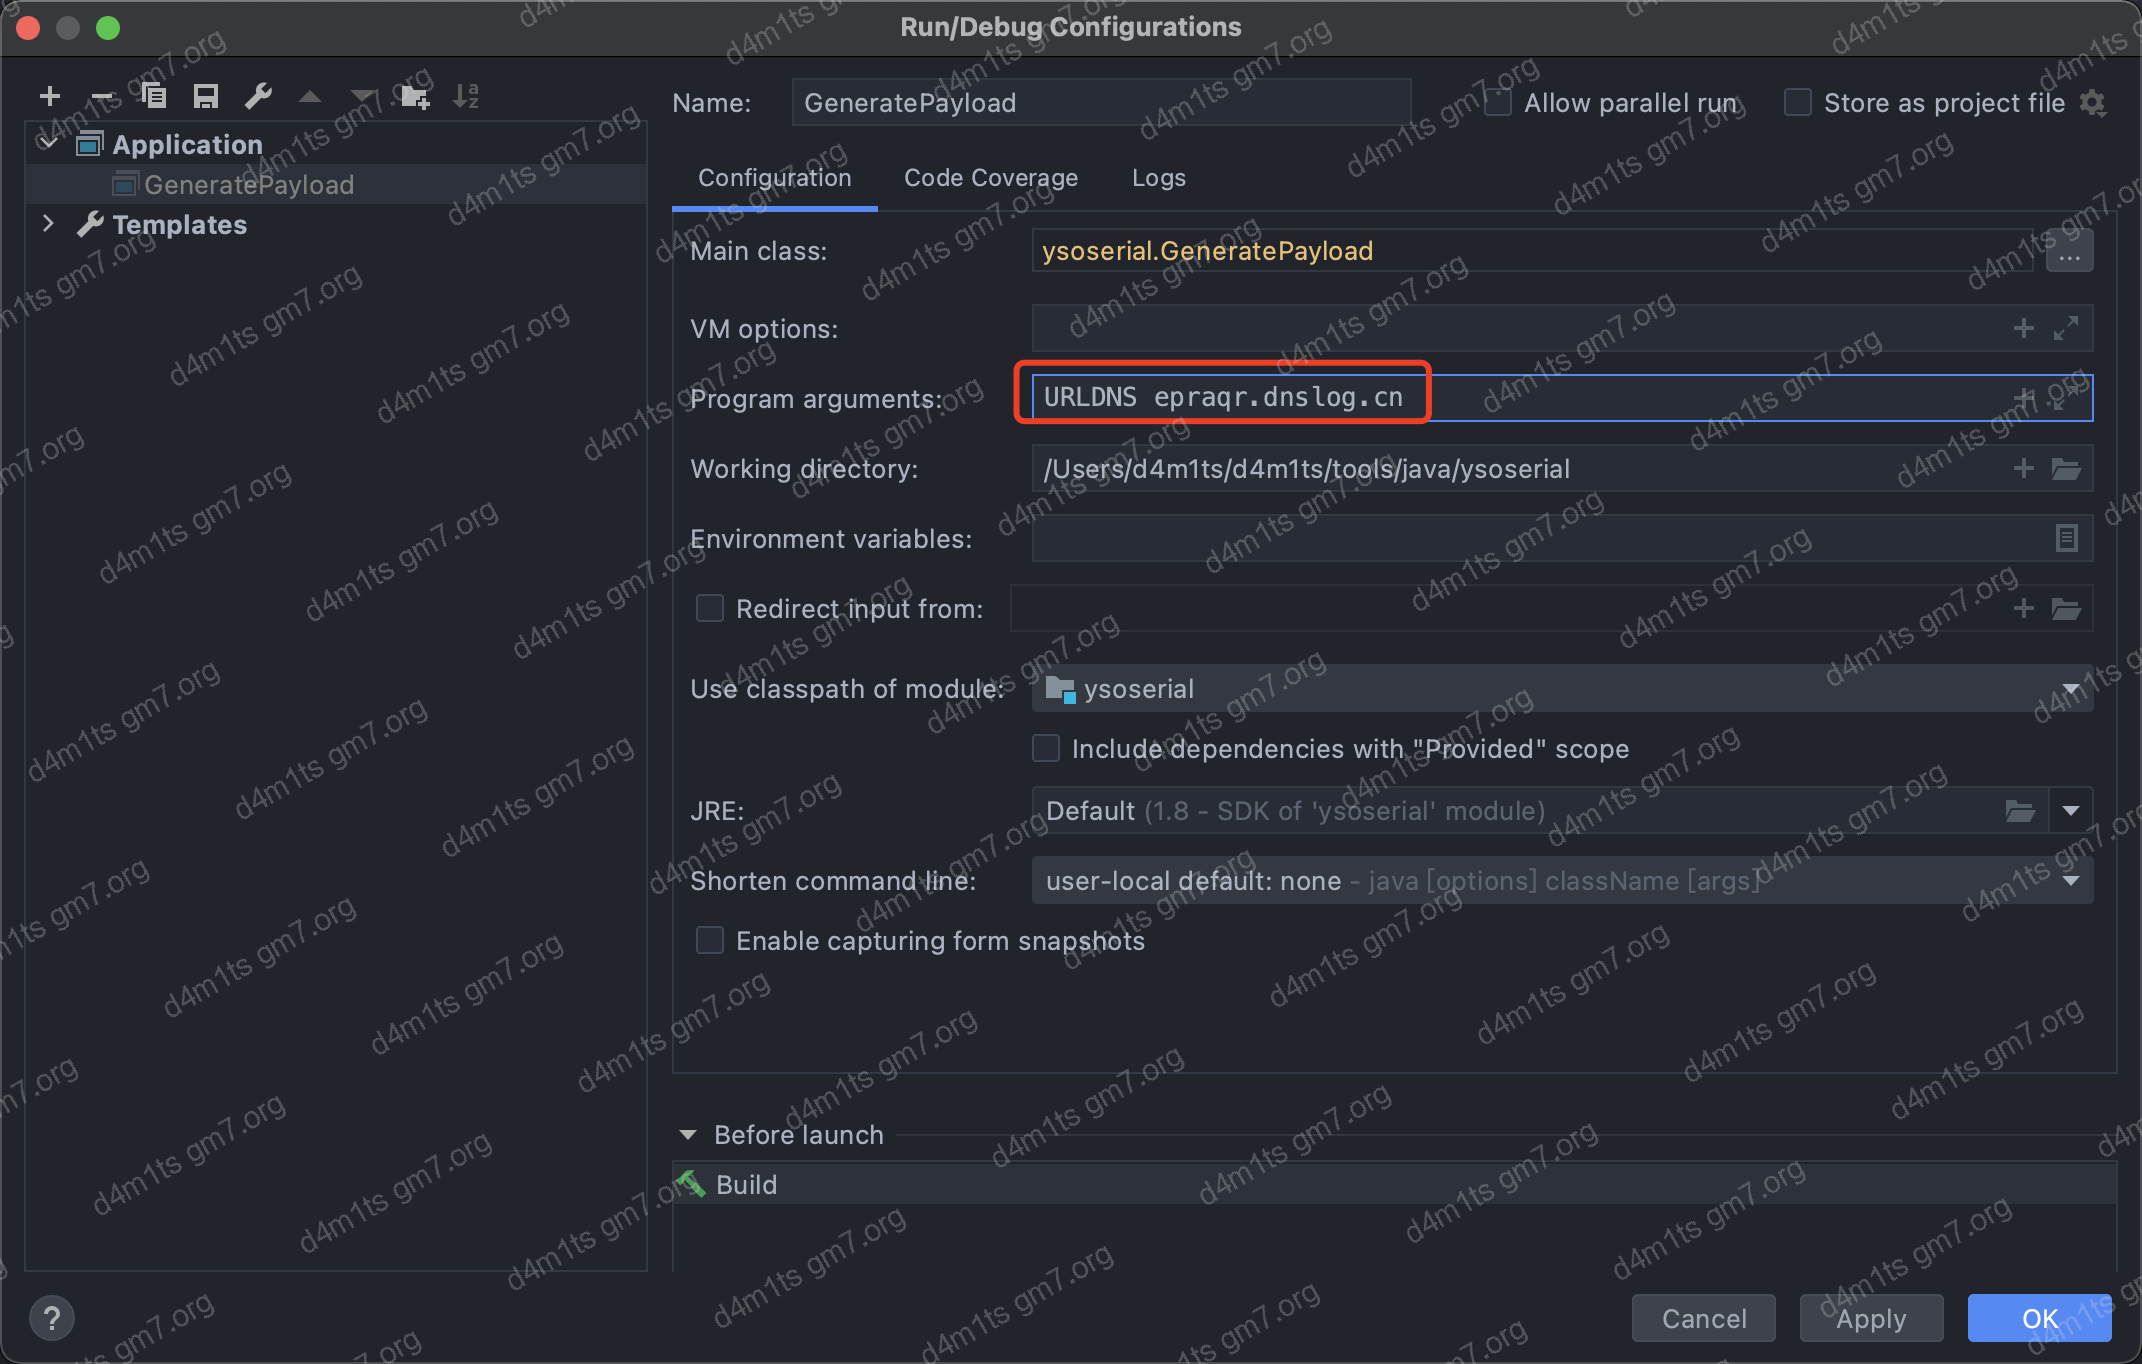 Run/Debug Configurations
Application
GeneratePayload
Templates
Name: GeneratePayload
Allow parallel run
Store as project file
Configuration Code Coverage Logs
Main class: ysoserial.GeneratePayload ...
VM options:
Program arguments: URLDNS epraqr.dnslog.cn
Working directory: /Users/d4m1ts/d4m1ts/tools/java/ysoserial
Environment variables:
Redirect input from:
Use classpath of module: ysoserial
Include dependencies with "Provided" scope
JRE: Default (1.8 - SDK of 'ysoserial' module)
Shorten command line: user-local default: none - java [options] className [args]
Enable capturing form snapshots
Before launch
Build
? Cancel Apply OK
d4m1ts gm7.org